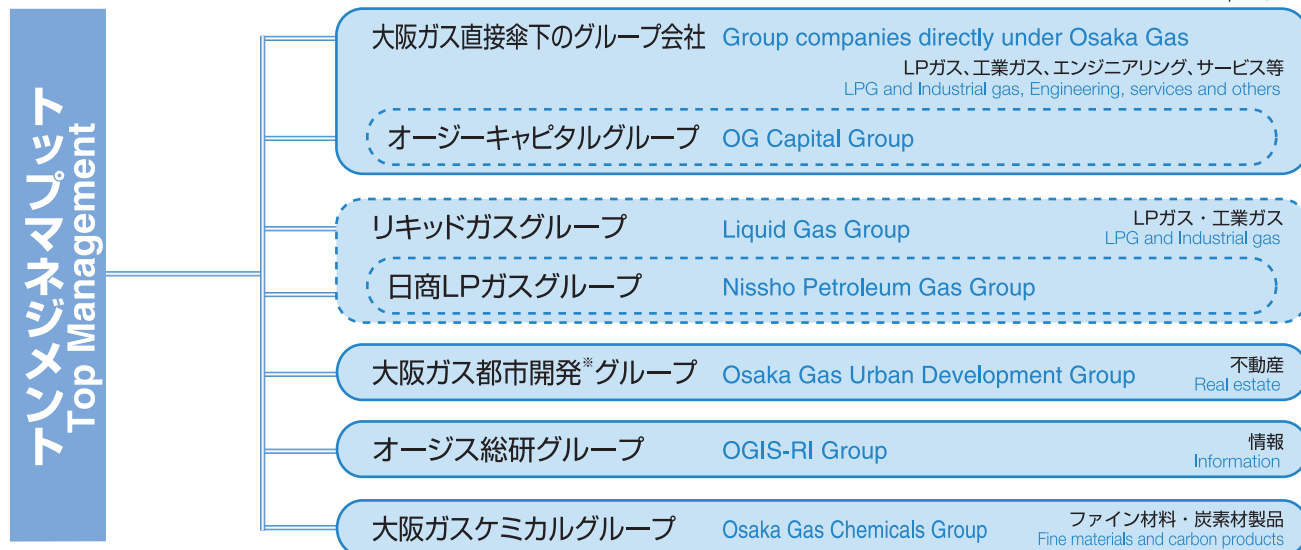 トップマネジメント
Top Management
大阪ガス直接傘下のグループ会社 Group companies directly under Osaka Gas
LPガス、工業ガス、エンジニアリング、サービス等
LPG and Industrial gas, Engineering, services and others
オージーキャピタルグループ OG Capital Group
リキッドガスグループ Liquid Gas Group LPガス・工業ガス
LPG and Industrial gas
日商LPガスグループ Nissho Petroleum Gas Group
大阪ガス都市開発※グループ Osaka Gas Urban Development Group 不動産
Real estate
オージス総研グループ OGIS-RI Group 情報
Information
大阪ガスケミカルグループ Osaka Gas Chemicals Group ファイン材料・炭素材製品
Fine materials and carbon products